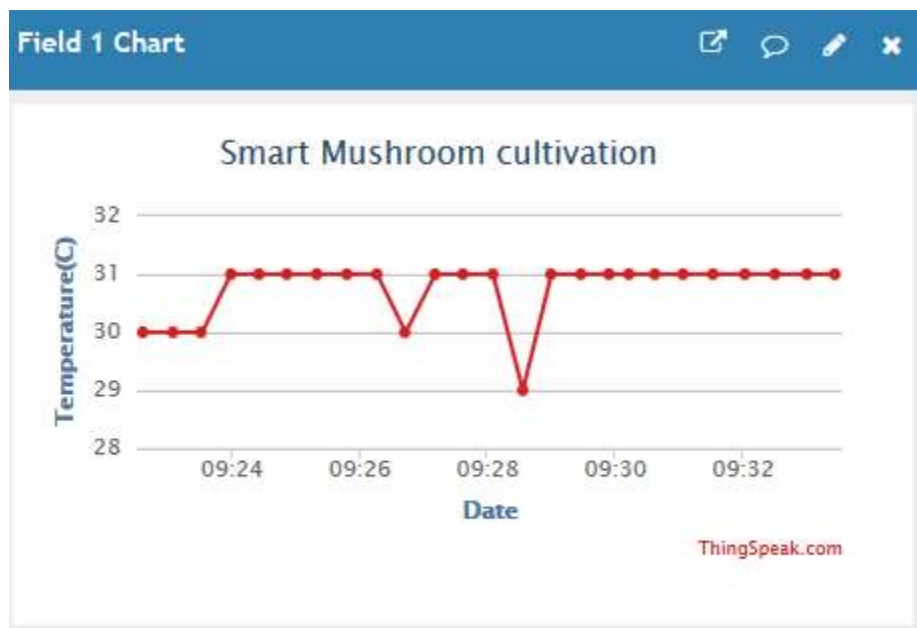 Field 1 Chart
Smart Mushroom cultivation
Temperature(C)
32
31
30
29
28
09:24 09:26 09:28 09:30 09:32
Date
ThingSpeak.com